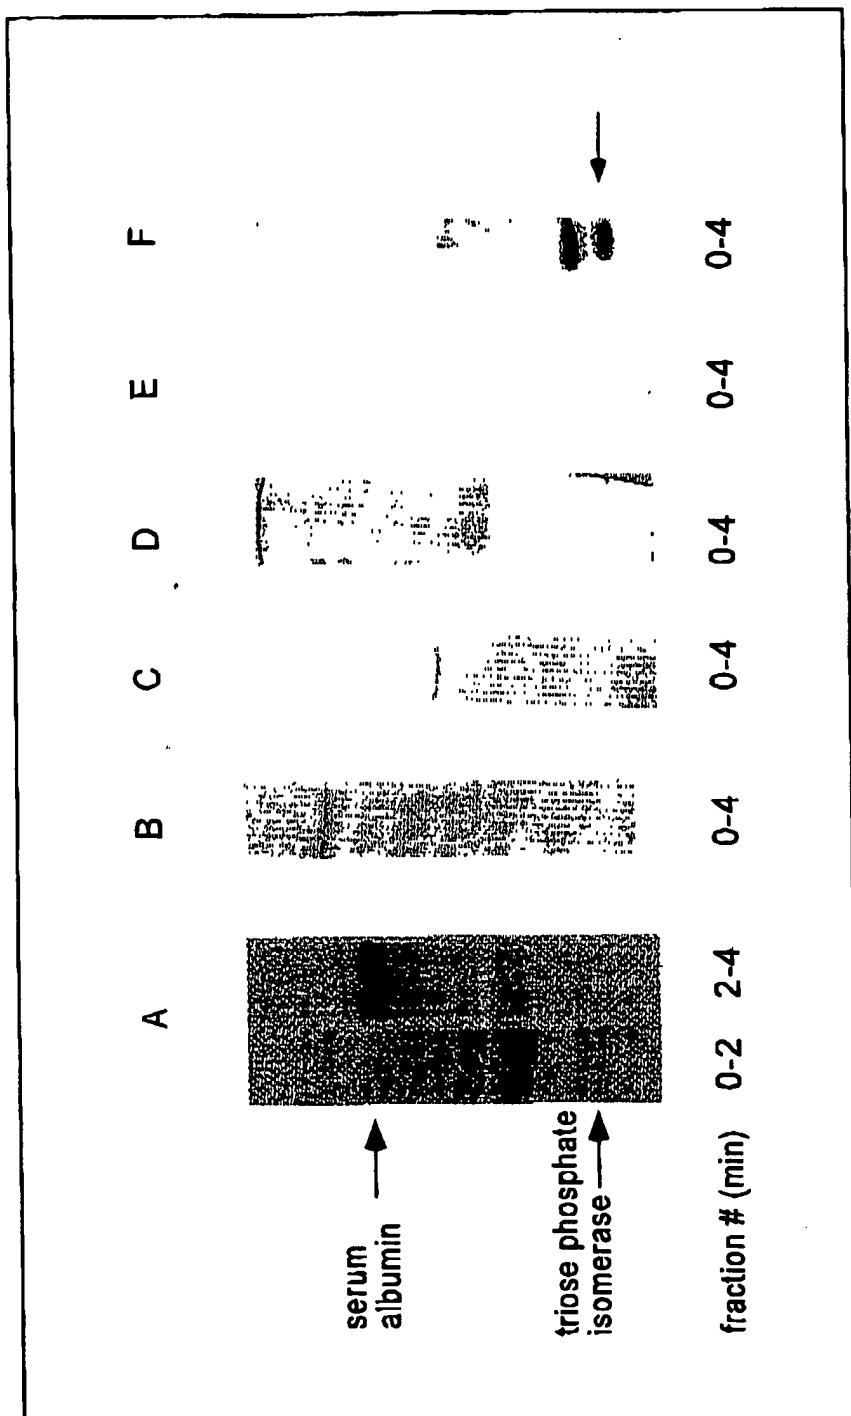 A B C D E F
serum
albumin
triose phosphate
isomerase
fraction # (min) 0-2 2-4 0-4 0-4 0-4 0-4 0-4